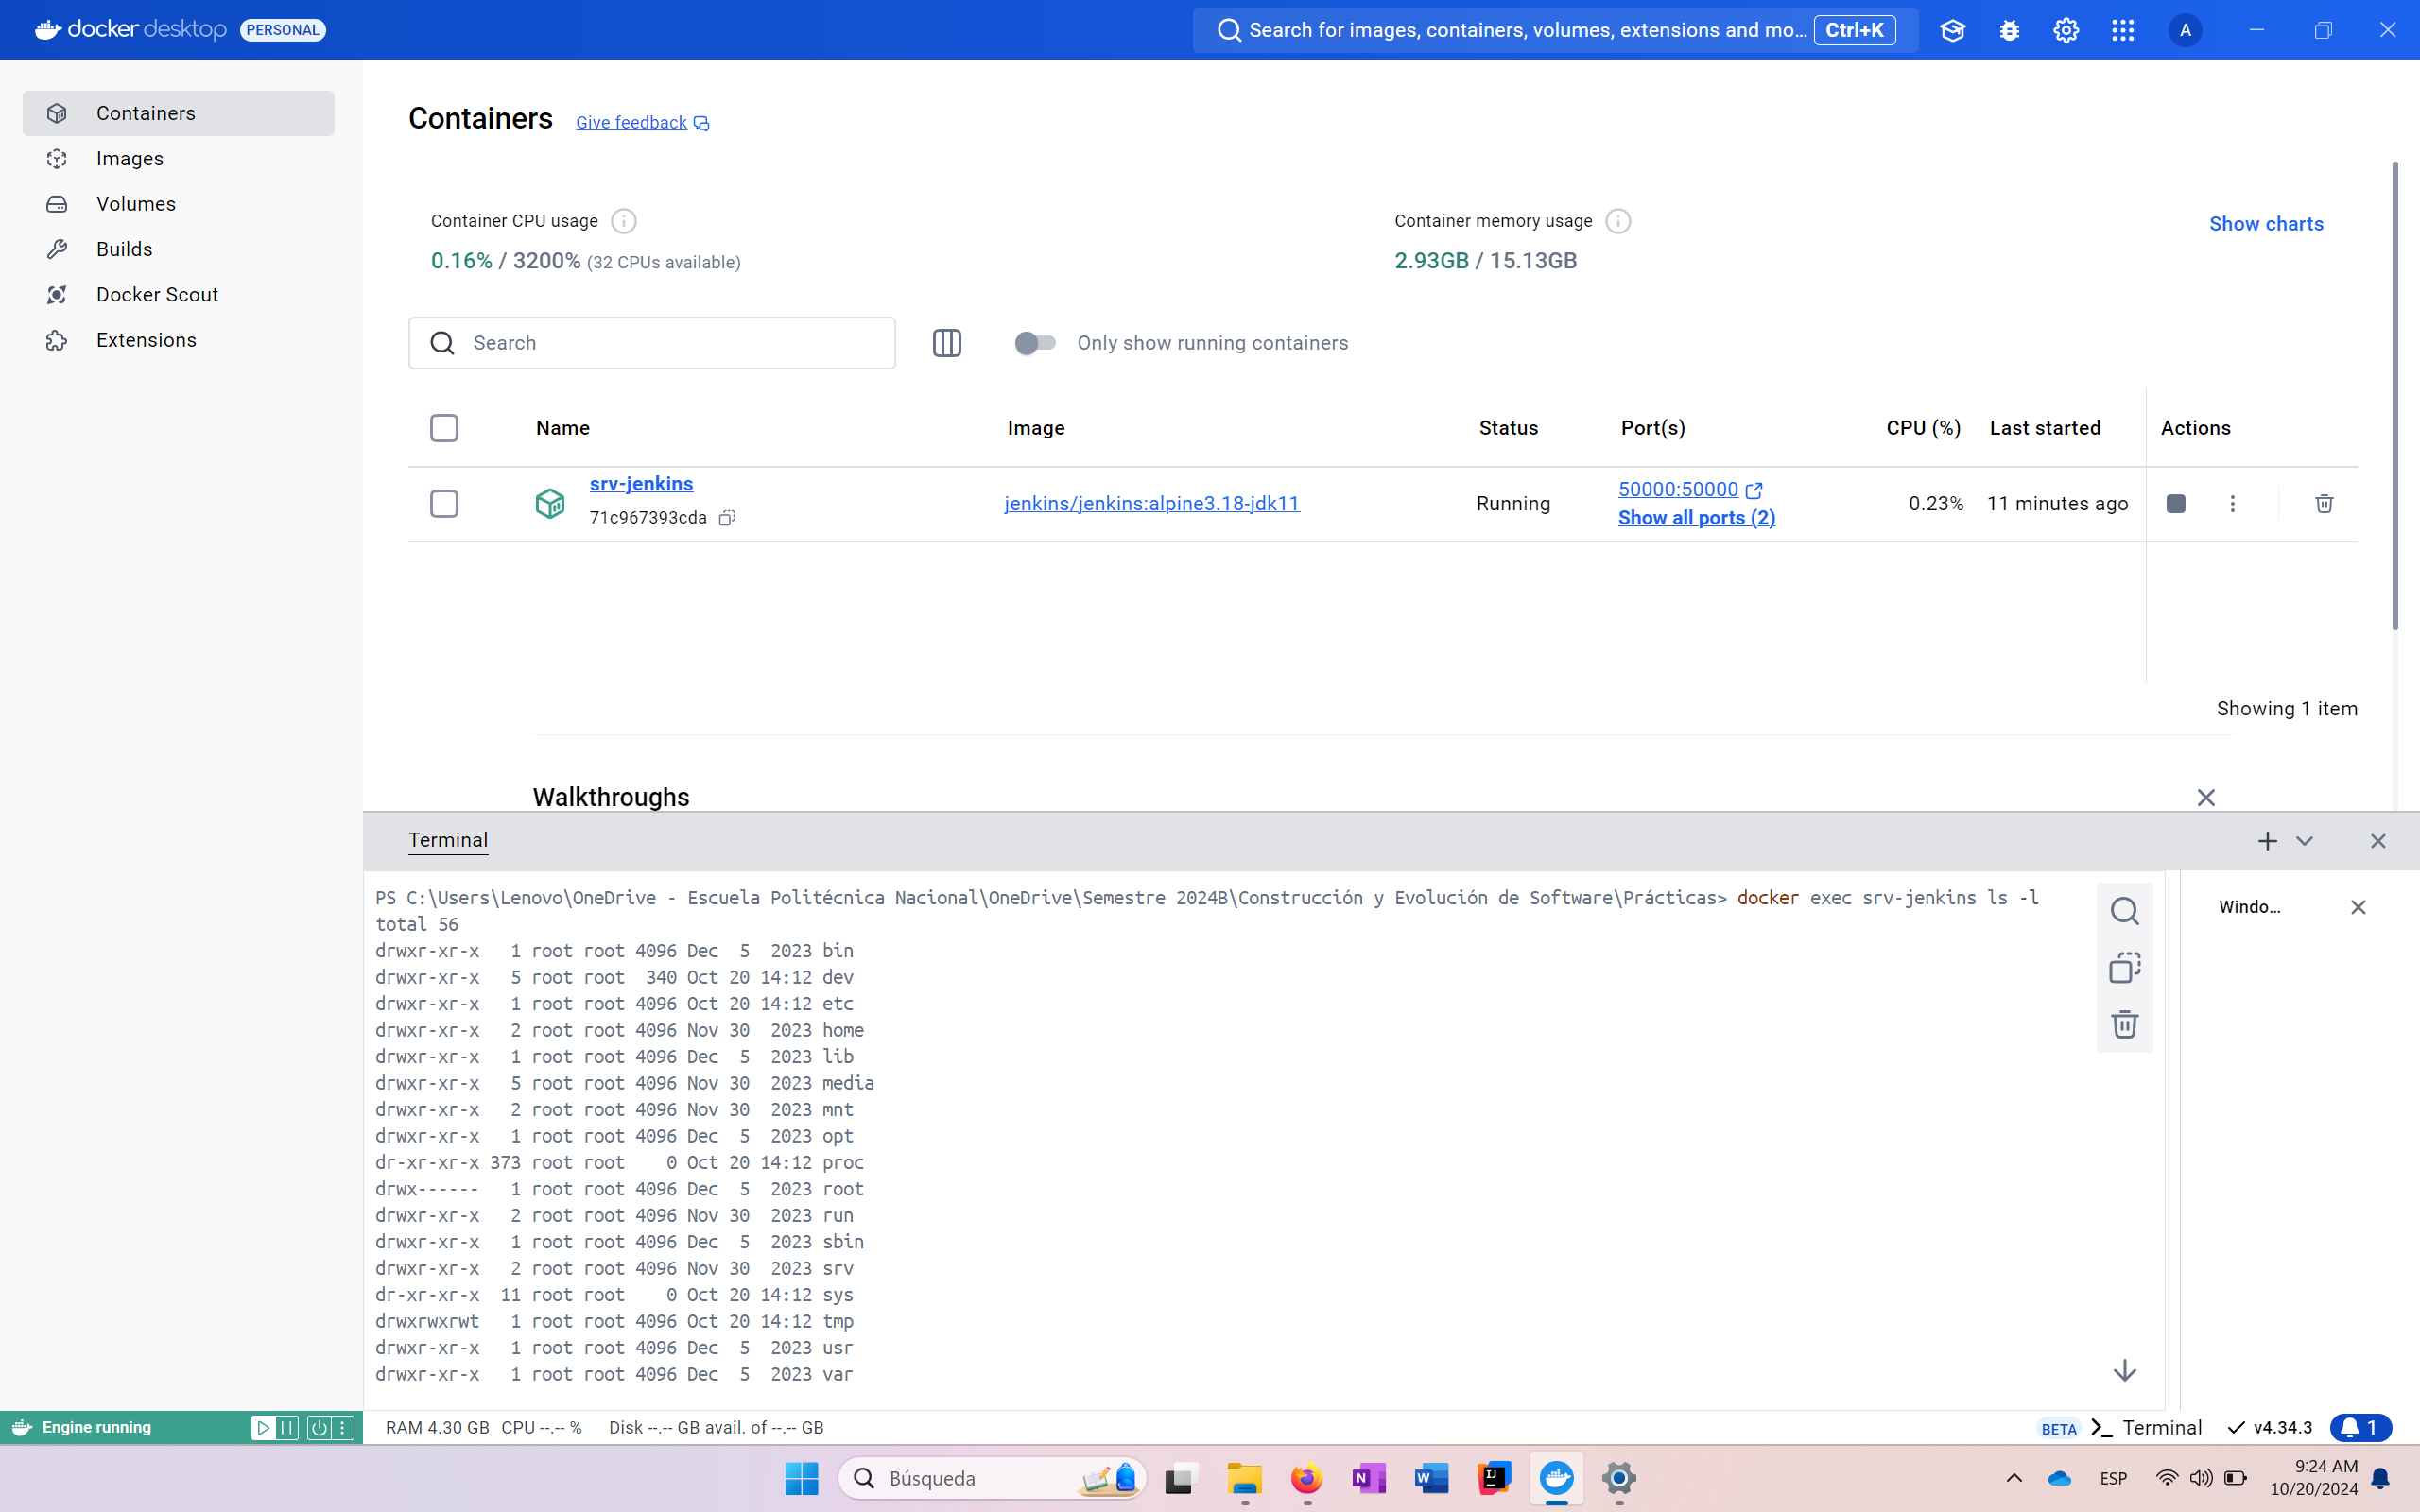 docker desktop PERSONAL
Search for images, containers, volumes, extensions and mo... Ctrl+K
A
Containers
Images
Volumes
Builds
Docker Scout
Extensions
Containers Give feedback
Container CPU usage
0.16% / 3200% (32 CPUs available)
Container memory usage
2.93GB / 15.13GB
Show charts
Search
Only show running containers
Name Image Status Port(s) CPU (%) Last started Actions
srv-jenkins
71c967393cda
jenkins/jenkins:alpine3.18-jdk11
Running
50000:50000
Show all ports (2)
0.23%
11 minutes ago
Showing 1 item
Walkthroughs
Terminal
PS C:\Users\Lenovo\OneDrive - Escuela Politécnica Nacional\OneDrive\Semestre 2024B\Construcción y Evolución de Software\Prácticas> docker exec srv-jenkins ls -l
total 56
drwxr-xr-x   1 root root 4096 Dec  5  2023 bin
drwxr-xr-x   5 root root  340 Oct 20 14:12 dev
drwxr-xr-x   1 root root 4096 Oct 20 14:12 etc
drwxr-xr-x   2 root root 4096 Nov 30  2023 home
drwxr-xr-x   1 root root 4096 Dec  5  2023 lib
drwxr-xr-x   5 root root 4096 Nov 30  2023 media
drwxr-xr-x   2 root root 4096 Nov 30  2023 mnt
drwxr-xr-x   1 root root 4096 Dec  5  2023 opt
dr-xr-xr-x 373 root root    0 Oct 20 14:12 proc
drwx------   1 root root 4096 Dec  5  2023 root
drwxr-xr-x   2 root root 4096 Nov 30  2023 run
drwxr-xr-x   1 root root 4096 Dec  5  2023 sbin
drwxr-xr-x   2 root root 4096 Nov 30  2023 srv
dr-xr-xr-x  11 root root    0 Oct 20 14:12 sys
drwxrwxrwt   1 root root 4096 Oct 20 14:12 tmp
drwxr-xr-x   1 root root 4096 Dec  5  2023 usr
drwxr-xr-x   1 root root 4096 Dec  5  2023 var
Windo...
Engine running
RAM 4.30 GB CPU --.-- % Disk --.-- GB avail. of --.-- GB
BETA Terminal v4.34.3 1
Búsqueda
N
W
IJ
ESP
9:24 AM
10/20/2024